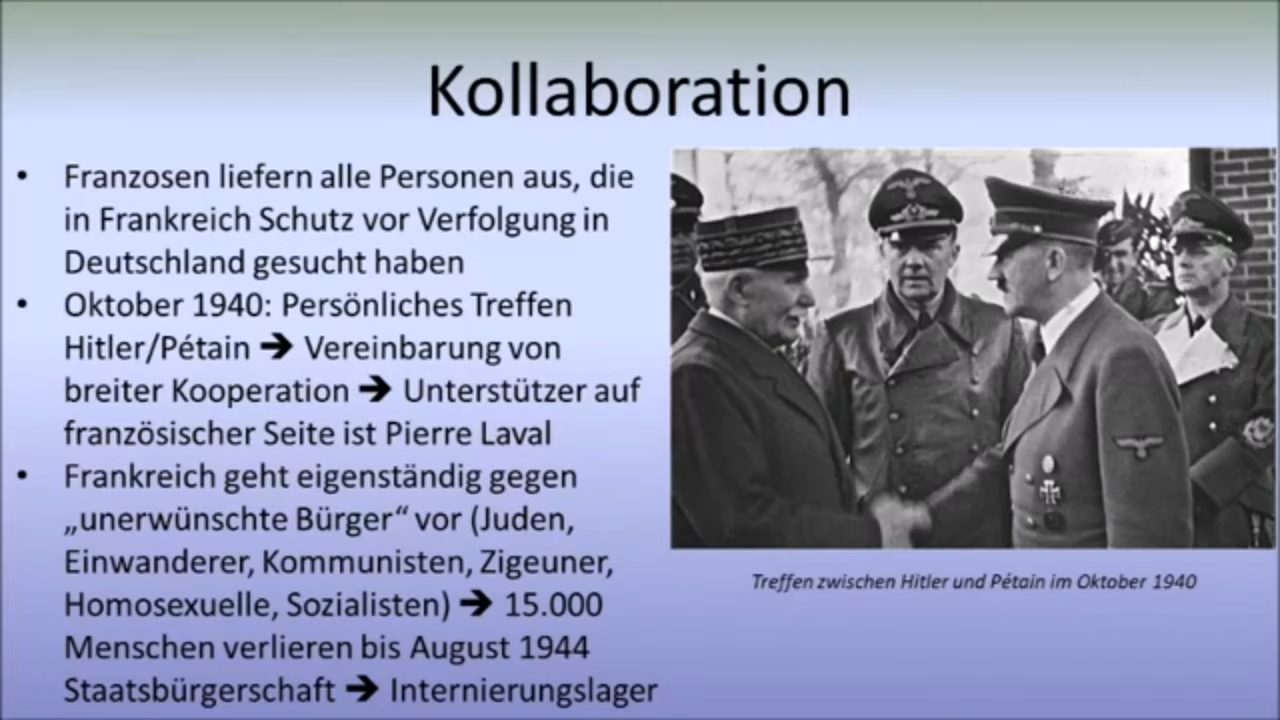 Kollaboration
• Franzosen liefern alle Personen aus, die
in Frankreich Schutz vor Verfolgung in
Deutschland gesucht haben
• Oktober 1940: Persönliches Treffen
Hitler/Pétain ➔ Vereinbarung von
breiter Kooperation ➔ Unterstützer auf
französischer Seite ist Pierre Laval
• Frankreich geht eigenständig gegen
„unerwünschte Bürger“ vor (Juden,
Einwanderer, Kommunisten, Zigeuner,
Homosexuelle, Sozialisten) ➔ 15.000
Menschen verlieren bis August 1944
Staatsbürgerschaft ➔ Internierungslager
Treffen zwischen Hitler und Pétain im Oktober 1940